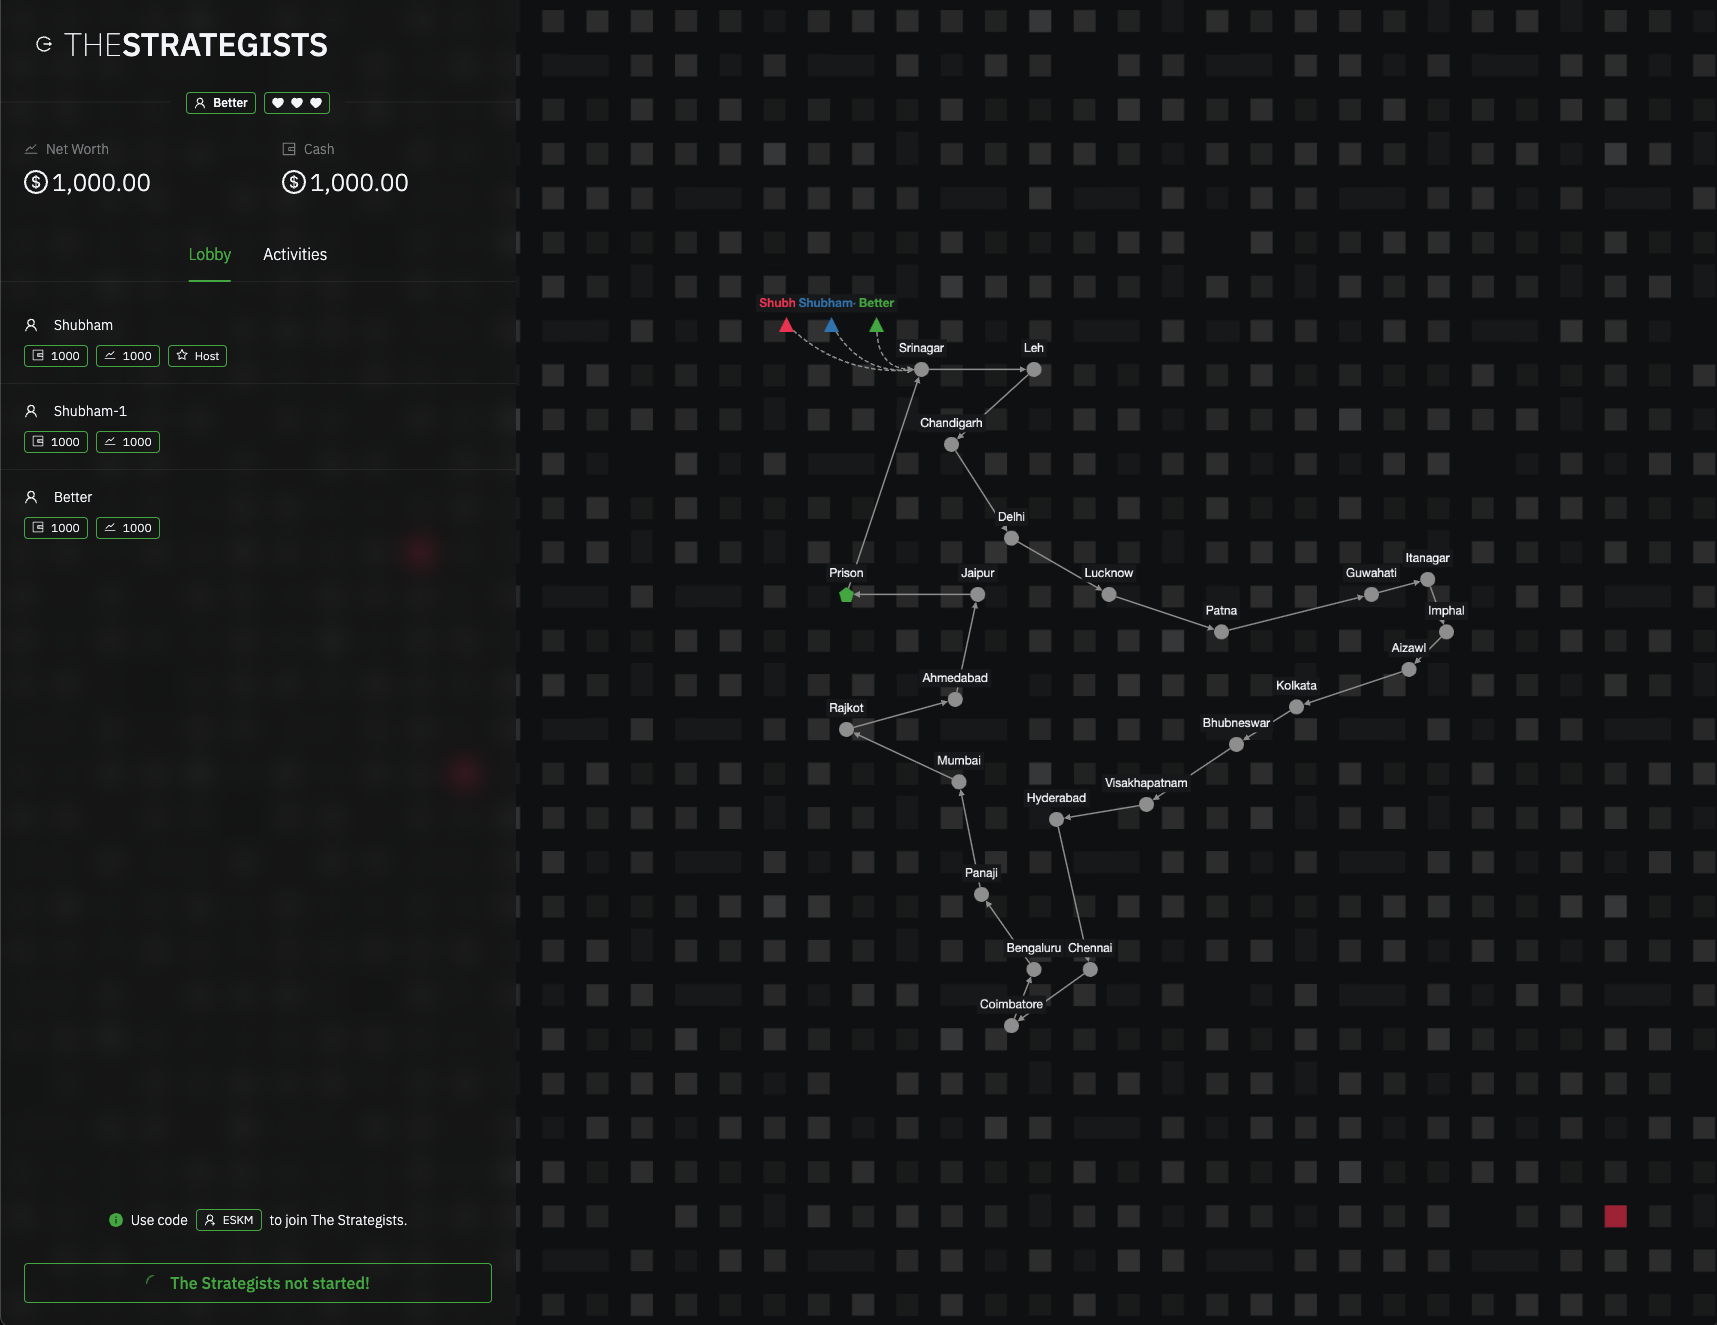 THESTRATEGISTS
Better
Net Worth
Cash
$ 1,000.00
$ 1,000.00
Lobby
Activities
Shubham
1000
1000
Host
Shubham-1
1000
1000
Better
1000
1000
Use code ESKM to join The Strategists.
The Strategists not started!
Shubh
Shubham-
Better
Srinagar
Leh
Chandigarh
Delhi
Itanagar
Prison
Jaipur
Lucknow
Guwahati
Patna
Imphal
Aizawl
Ahmedabad
Kolkata
Rajkot
Bhubneswar
Mumbai
Visakhapatnam
Hyderabad
Panaji
Bengaluru
Chennai
Coimbatore